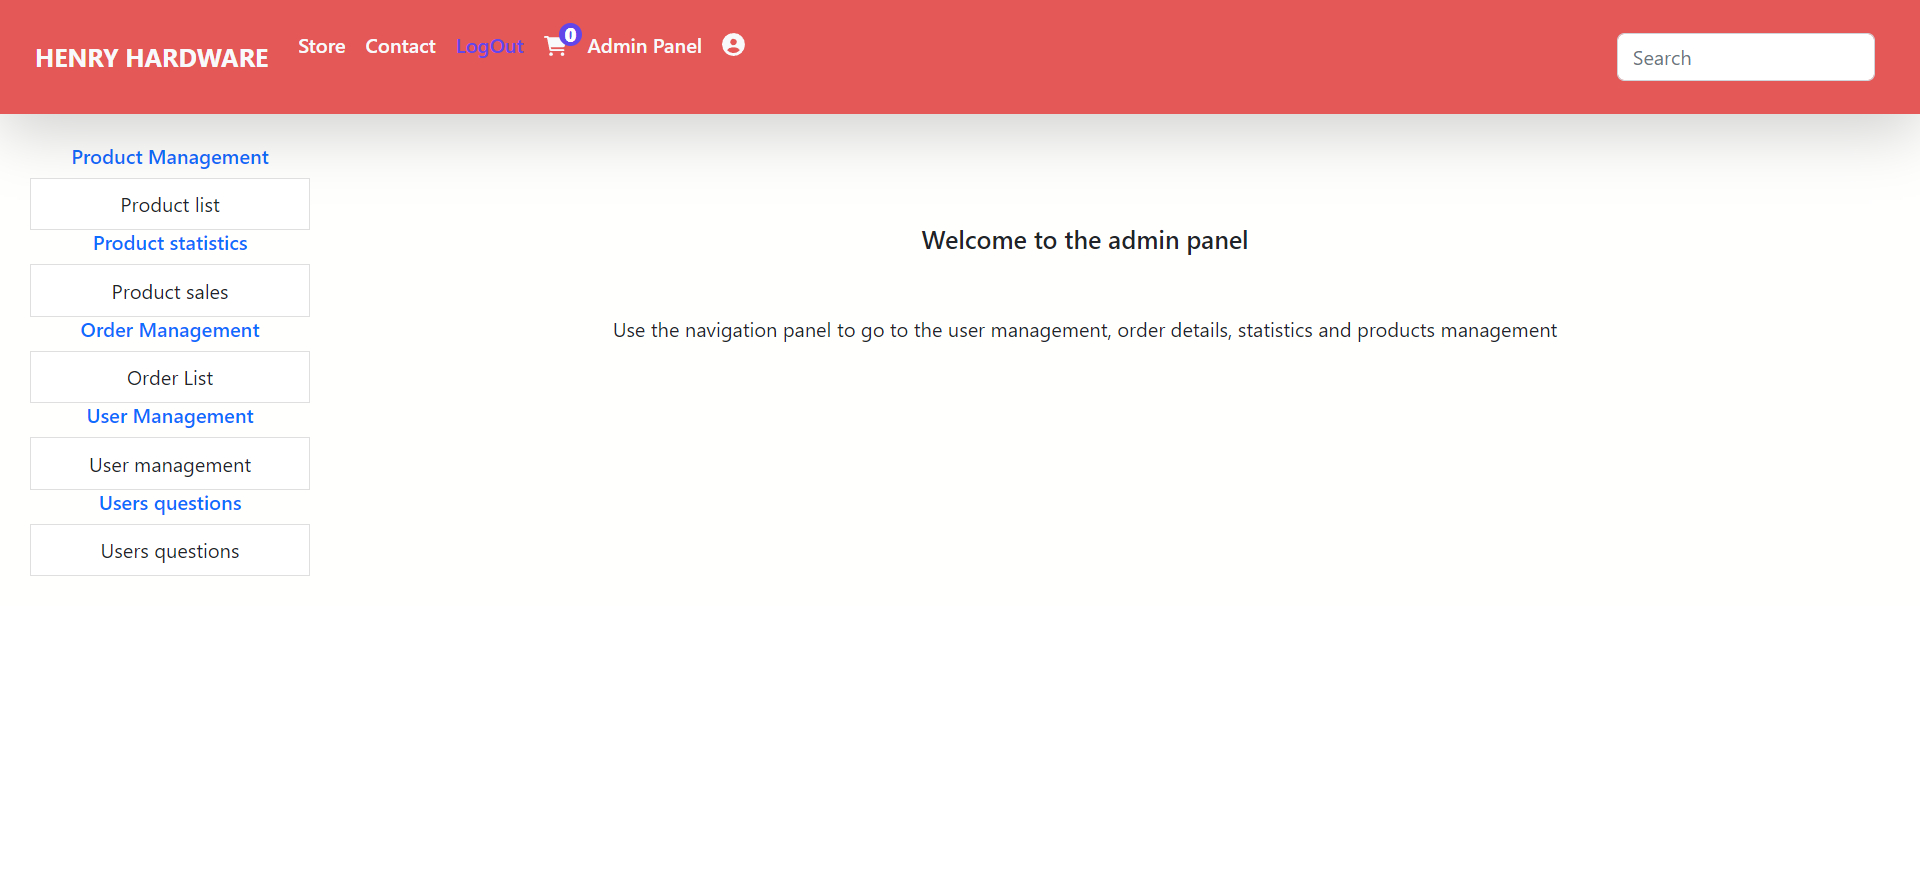 HENRY HARDWARE
Store
Contact
LogOut
0
Admin Panel
Search
Product Management
Product list
Product statistics
Product sales
Order Management
Order List
User Management
User management
Users questions
Users questions
Welcome to the admin panel
Use the navigation panel to go to the user management, order details, statistics and products management